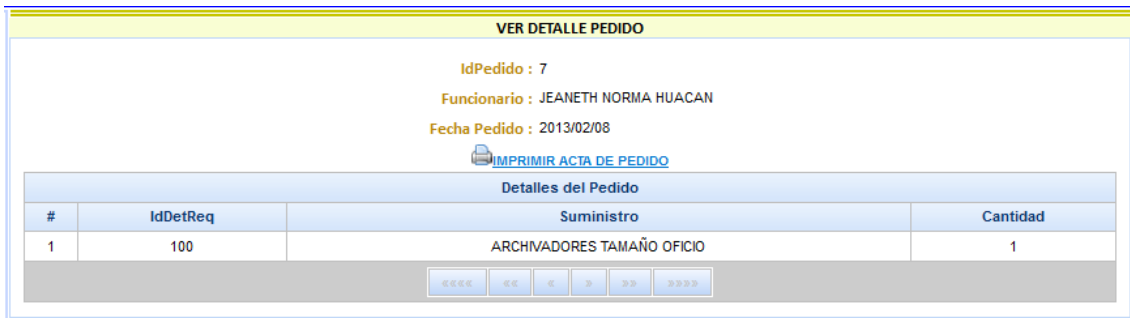 VER DETALLE PEDIDO
IdPedido : 7
Funcionario : JEANETH NORMA HUACAN
Fecha Pedido : 2013/02/08
IMPRIMIR ACTA DE PEDIDO
Detalles del Pedido
# IdDetReq Suministro Cantidad
1 100 ARCHIVADORES TAMAÑO OFICIO 1
«««« «« « » »» »»»»